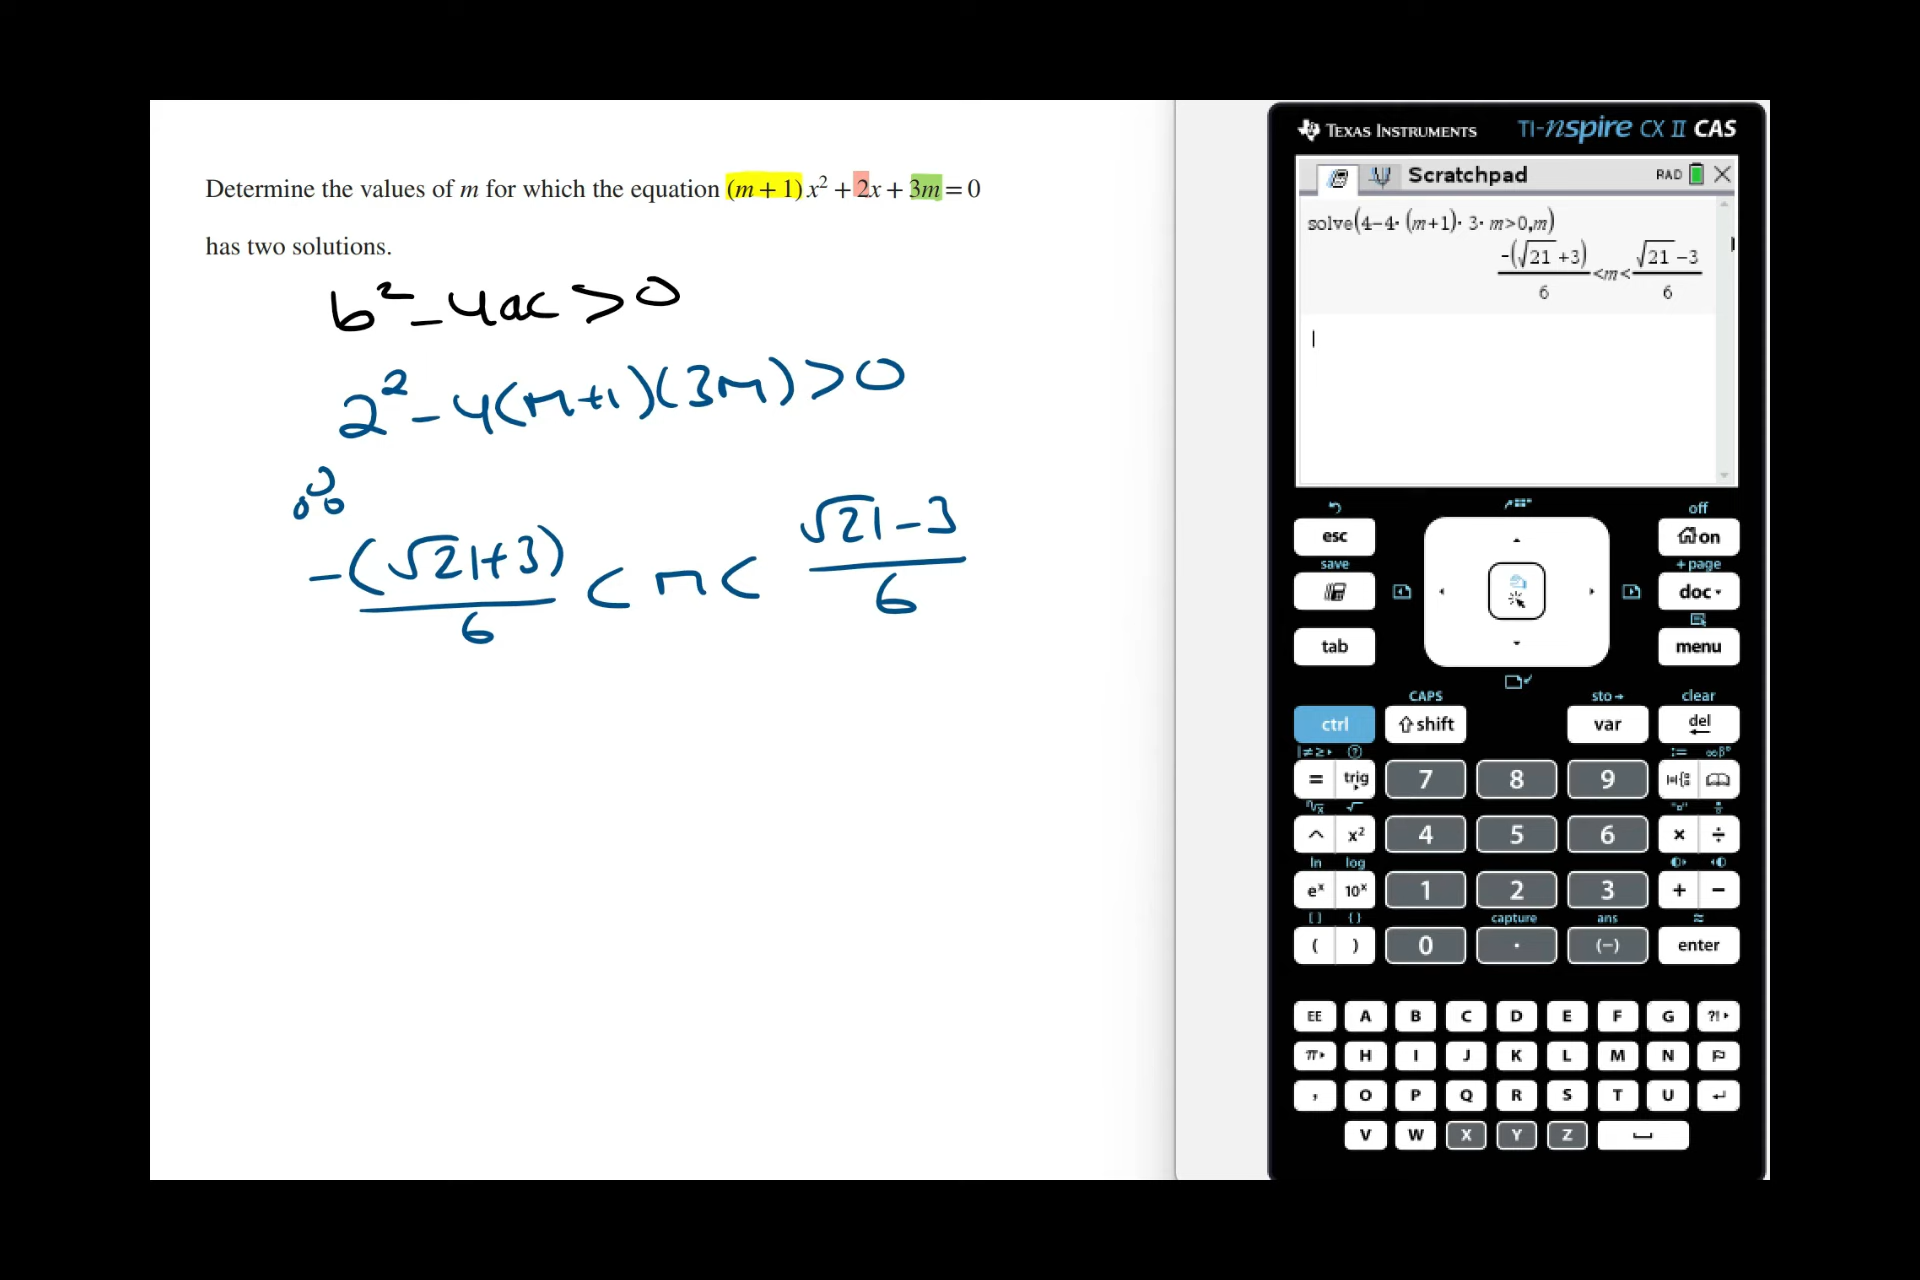 Determine the values of m for which the equation (m + 1) x² + 2x + 3m = 0
has two solutions.
b² - 4ac > 0
2² - 4(m+1)(3m) > 0
-(√21+3)/6 < m < √21-3/6
TEXAS INSTRUMENTS TI-nspire CX II CAS
Scratchpad RAD
solve(4-4·(m+1)·3·m>0,m)
-(√21+3)/6 <m< √21-3/6
off
esc on
save + page
doc
tab menu
CAPS sto→ clear
ctrl shift var del
|≠≥▸ ? := ∞β°
= trig 7 8 9
ⁿ√x √
^ x² 4 5 6 × ÷
ln log
eˣ 10ˣ 1 2 3 + −
[ ] { } capture ans ≈
( ) 0 . (−) enter
EE A B C D E F G ?!▸
π▸ H I J K L M N
, O P Q R S T U ↵
V W X Y Z